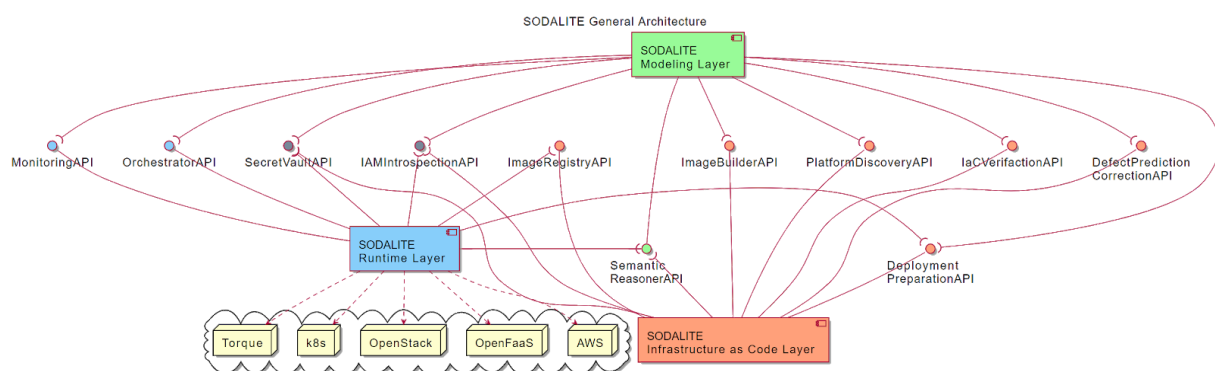 SODALITE General Architecture
SODALITE
Modeling Layer
MonitoringAPI
OrchestratorAPI
SecretVaultAPI
IAMIntrospectionAPI
ImageRegistryAPI
ImageBuilderAPI
PlatformDiscoveryAPI
IaCVerifactionAPI
DefectPrediction
CorrectionAPI
SODALITE
Runtime Layer
Semantic
ReasonerAPI
Deployment
PreparationAPI
Torque
k8s
OpenStack
OpenFaaS
AWS
SODALITE
Infrastructure as Code Layer